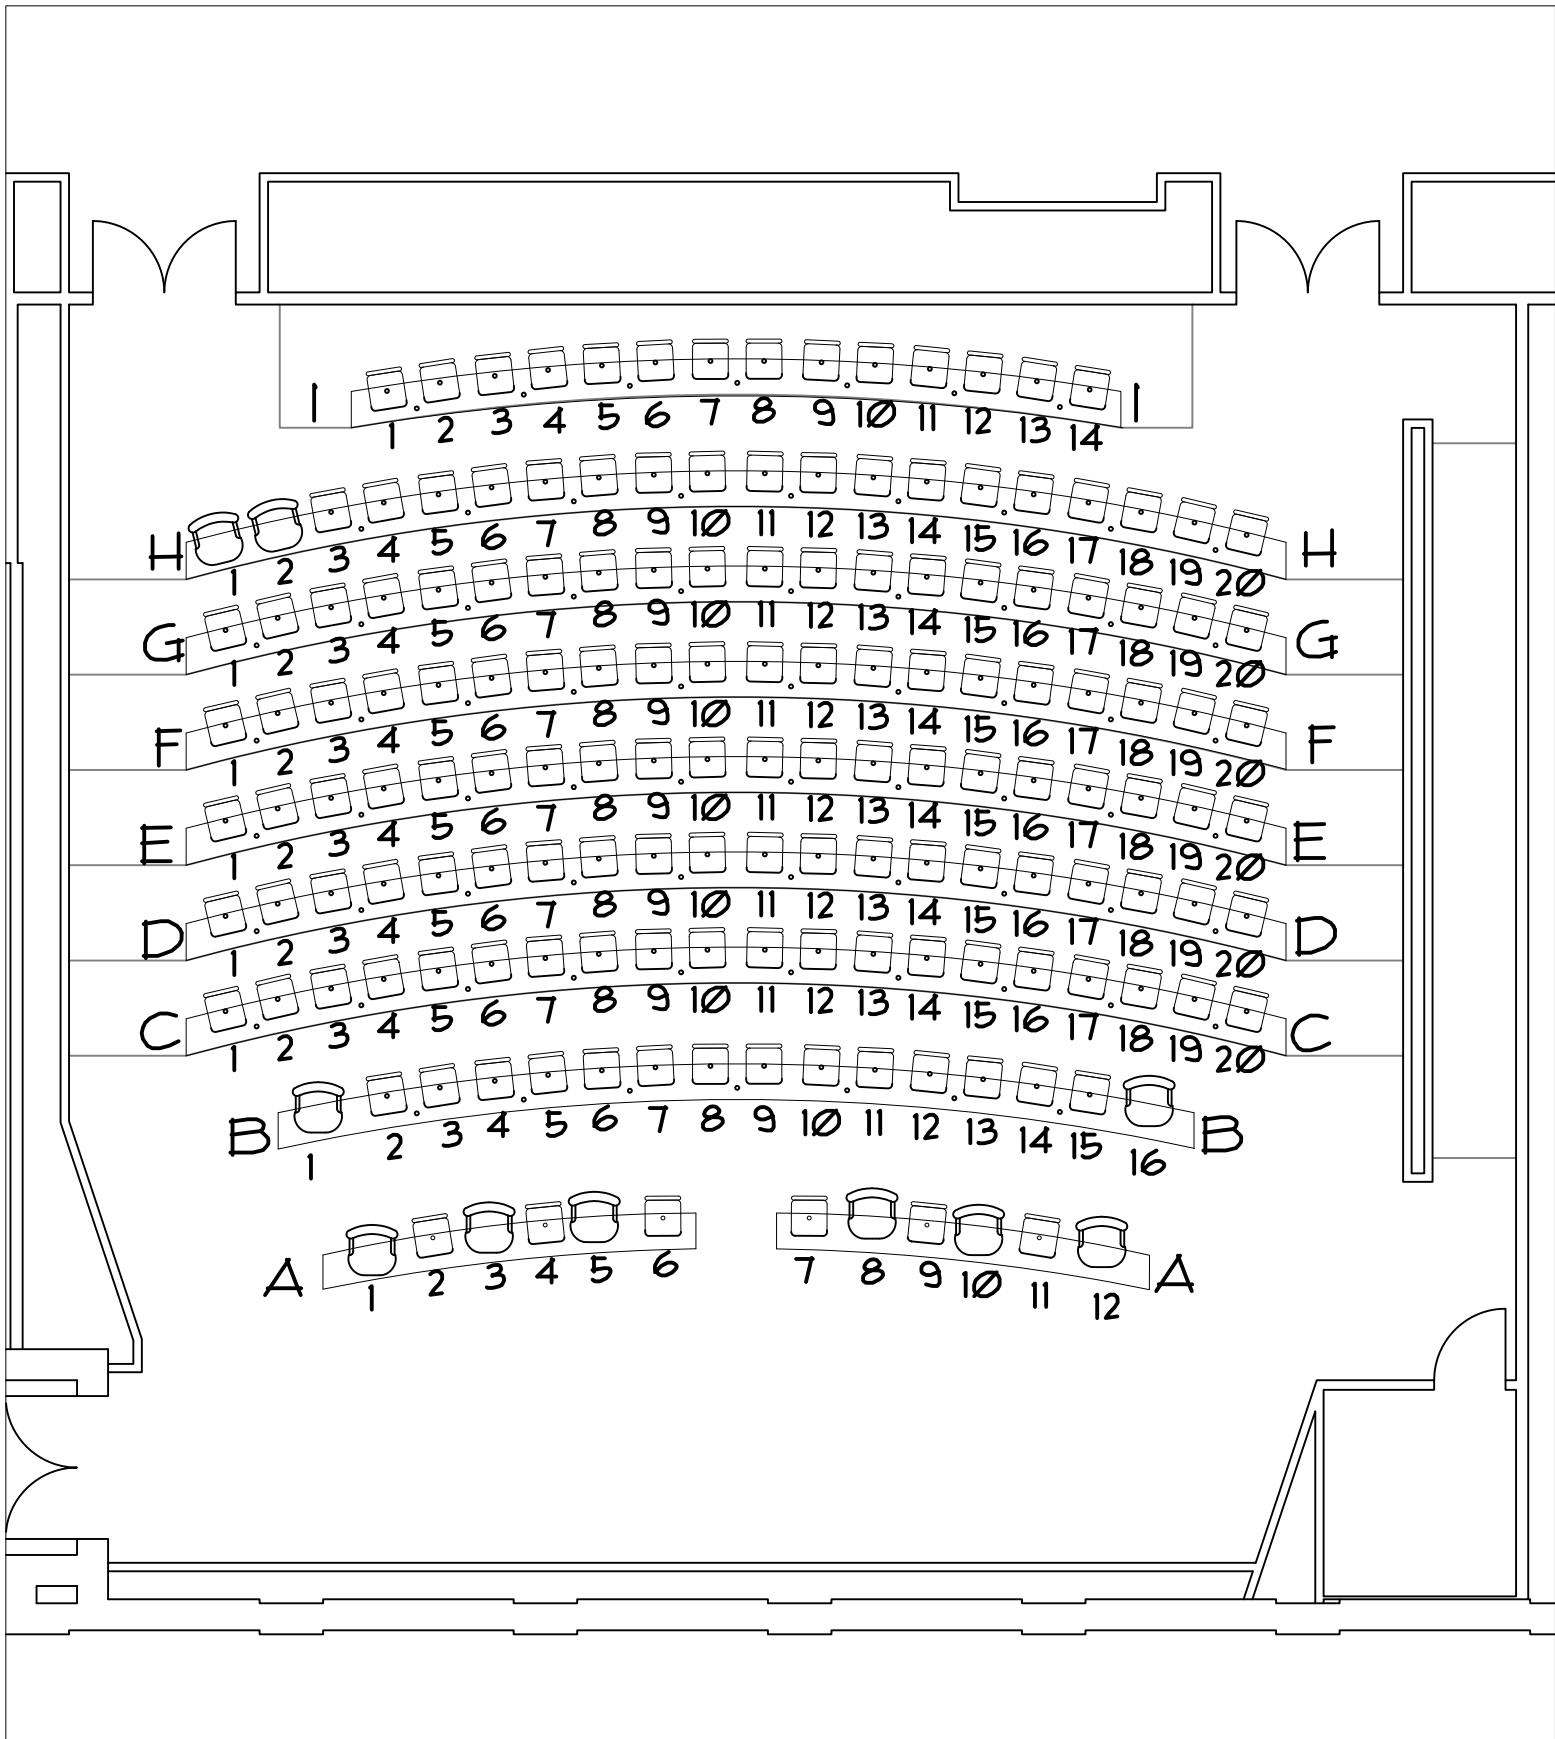 I I
1 2 3 4 5 6 7 8 9 10 11 12 13 14
H H
1 2 3 4 5 6 7 8 9 10 11 12 13 14 15 16 17 18 19 20
G G
1 2 3 4 5 6 7 8 9 10 11 12 13 14 15 16 17 18 19 20
F F
1 2 3 4 5 6 7 8 9 10 11 12 13 14 15 16 17 18 19 20
E E
1 2 3 4 5 6 7 8 9 10 11 12 13 14 15 16 17 18 19 20
D D
1 2 3 4 5 6 7 8 9 10 11 12 13 14 15 16 17 18 19 20
C C
1 2 3 4 5 6 7 8 9 10 11 12 13 14 15 16 17 18 19 20
B B
1 2 3 4 5 6 7 8 9 10 11 12 13 14 15 16
A A
1 2 3 4 5 6 7 8 9 10 11 12